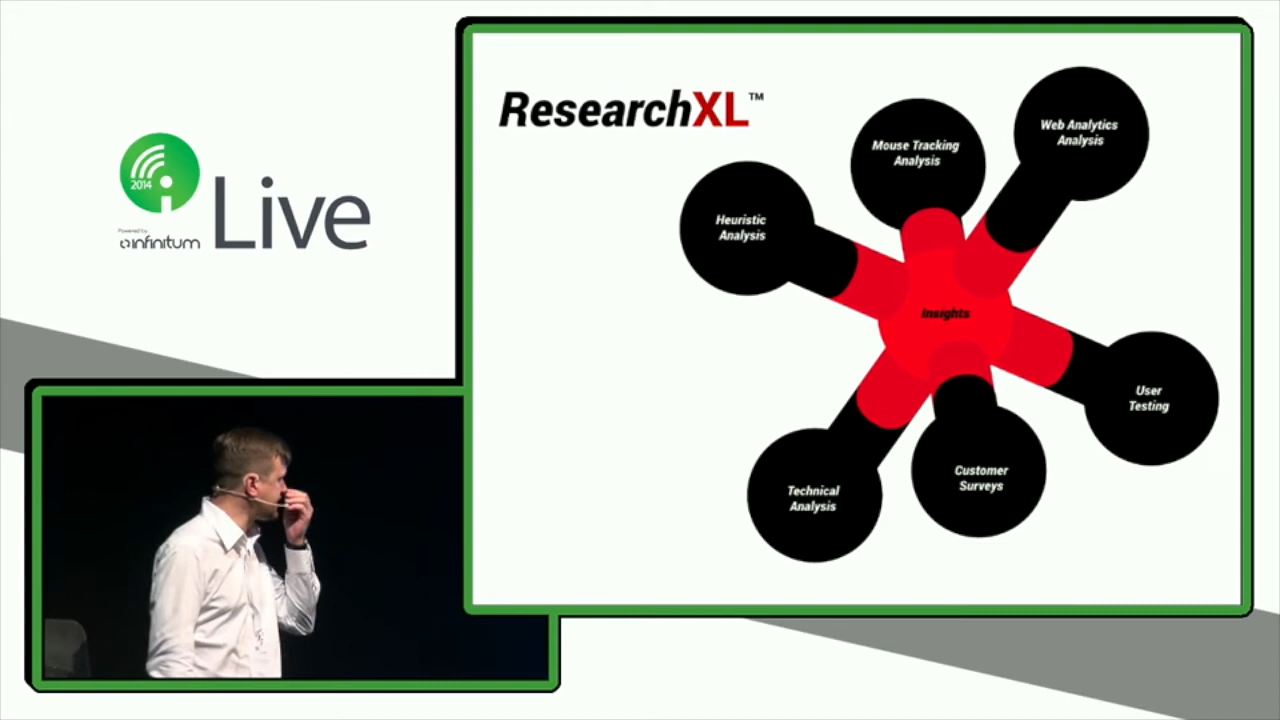 2014
Powered by:
infinitum
Live
ResearchXL™
Mouse Tracking
Analysis
Web Analytics
Analysis
Heuristic
Analysis
Insights
User
Testing
Customer
Surveys
Technical
Analysis